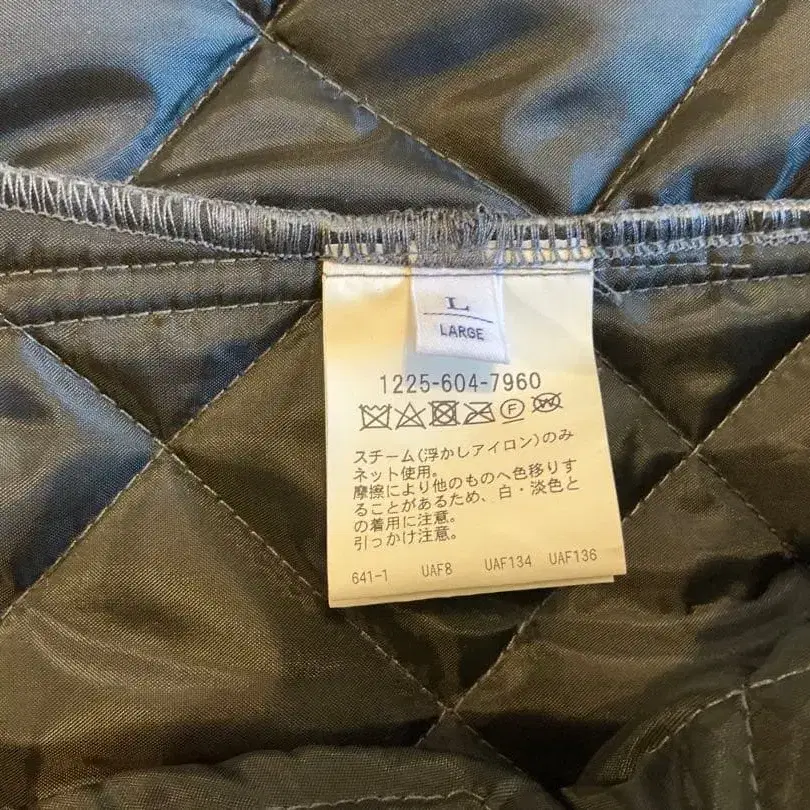 L
LARGE
1225-604-7960
F W
スチーム(浮かしアイロン)のみ
ネット使用。
摩擦により他のものへ色移りす
ることがあるため、白・淡色と
の着用に注意。
引っかけ注意。
641-1 UAF8 UAF134 UAF136